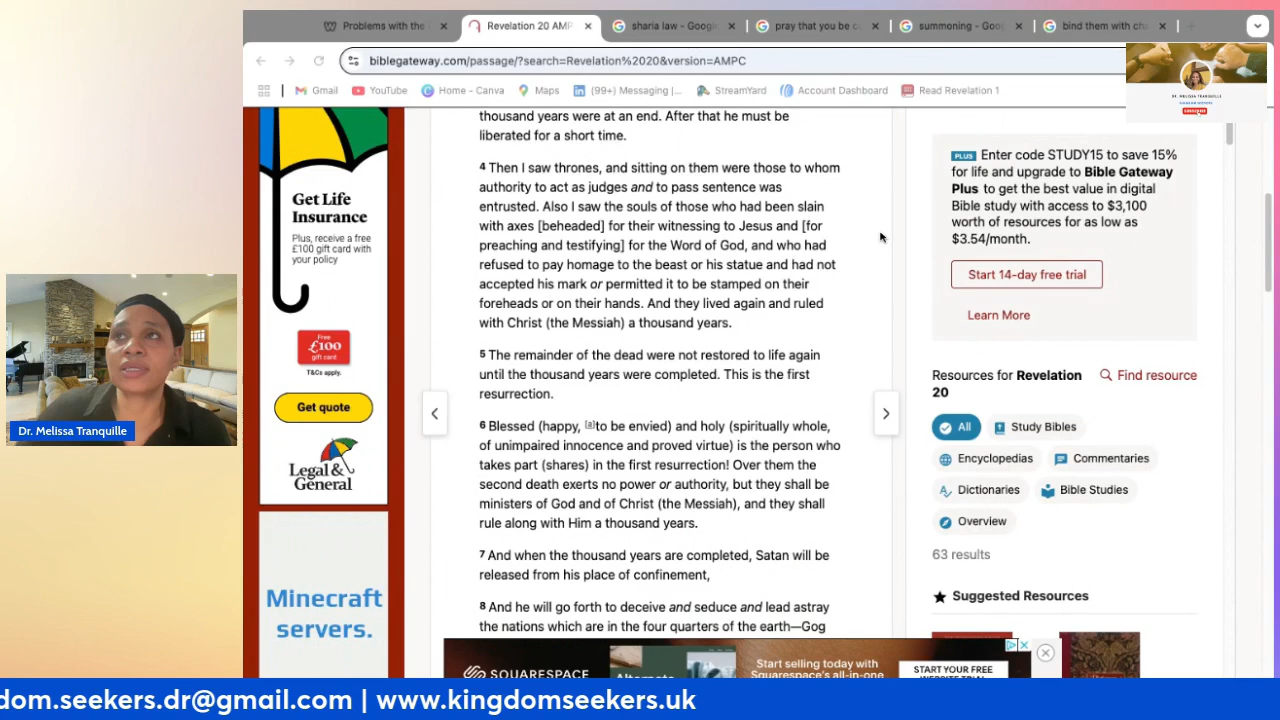 Problems with the
Revelation 20 AMP
sharia law - Google
pray that you be c
summoning - Goo
bind them with ch
biblegateway.com/passage/?search=Revelation%2020&version=AMPC
Gmail
YouTube
Home - Canva
Maps
(99+) Messaging |...
StreamYard
Account Dashboard
Read Revelation 1
DR. MELISSA TRANQUILLE
SUBSCRIBE
thousand years were at an end. After that he must be
liberated for a short time.
4 Then I saw thrones, and sitting on them were those to whom
authority to act as judges and to pass sentence was
entrusted. Also I saw the souls of those who had been slain
with axes [beheaded] for their witnessing to Jesus and [for
preaching and testifying] for the Word of God, and who had
refused to pay homage to the beast or his statue and had not
accepted his mark or permitted it to be stamped on their
foreheads or on their hands. And they lived again and ruled
with Christ (the Messiah) a thousand years.
5 The remainder of the dead were not restored to life again
until the thousand years were completed. This is the first
resurrection.
6 Blessed (happy, [a]to be envied) and holy (spiritually whole,
of unimpaired innocence and proved virtue) is the person who
takes part (shares) in the first resurrection! Over them the
second death exerts no power or authority, but they shall be
ministers of God and of Christ (the Messiah), and they shall
rule along with Him a thousand years.
7 And when the thousand years are completed, Satan will be
released from his place of confinement,
8 And he will go forth to deceive and seduce and lead astray
the nations which are in the four quarters of the earth—Gog
Get Life
Insurance
Plus, receive a free
£100 gift card with
your policy
Free
£100
gift card
T&Cs apply.
Get quote
Legal &
General
Minecraft
servers.
PLUS Enter code STUDY15 to save 15%
for life and upgrade to Bible Gateway
Plus to get the best value in digital
Bible study with access to $3,100
worth of resources for as low as
$3.54/month.
Start 14-day free trial
Learn More
Resources for Revelation
20
Find resource
All
Study Bibles
Encyclopedias
Commentaries
Dictionaries
Bible Studies
Overview
63 results
Suggested Resources
SQUARESPACE
Alternate
Start selling today with
Squarespace's all-in-one
START YOUR FREE
Dr. Melissa Tranquille
dom.seekers.dr@gmail.com | www.kingdomseekers.uk